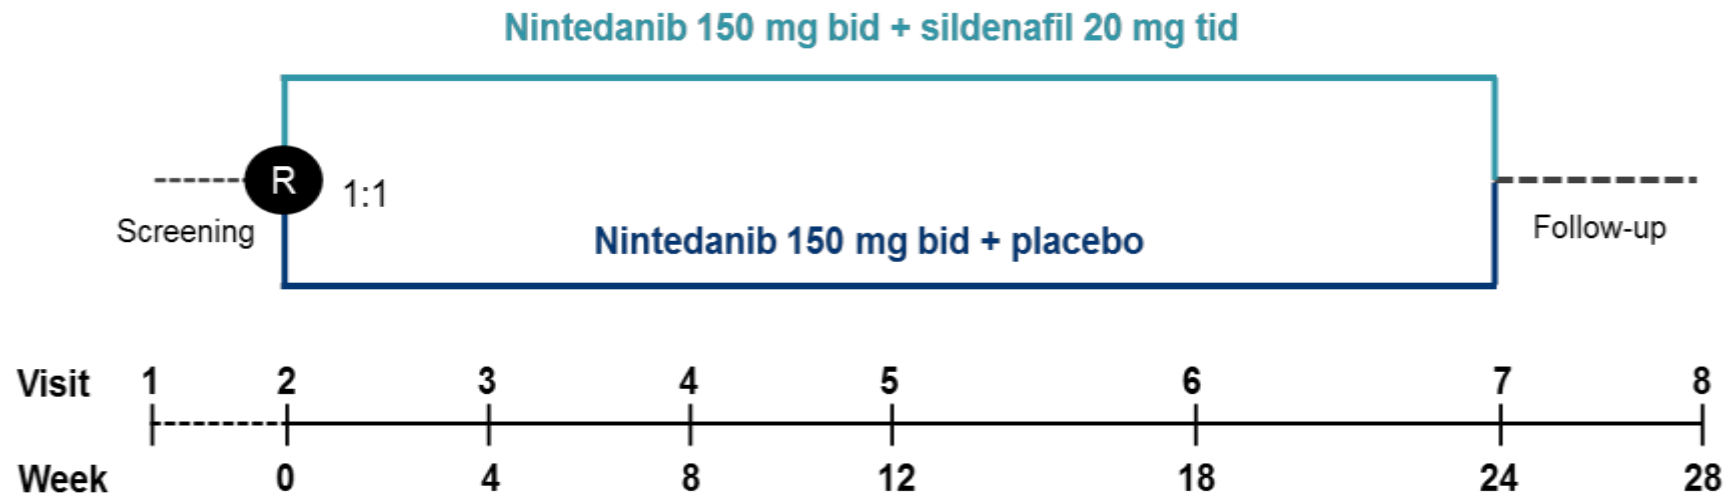 Nintedanib 150 mg bid + sildenafil 20 mg tid
R
1:1
Screening
Nintedanib 150 mg bid + placebo
Follow-up
Visit 1 2 3 4 5 6 7 8
Week 0 4 8 12 18 24 28